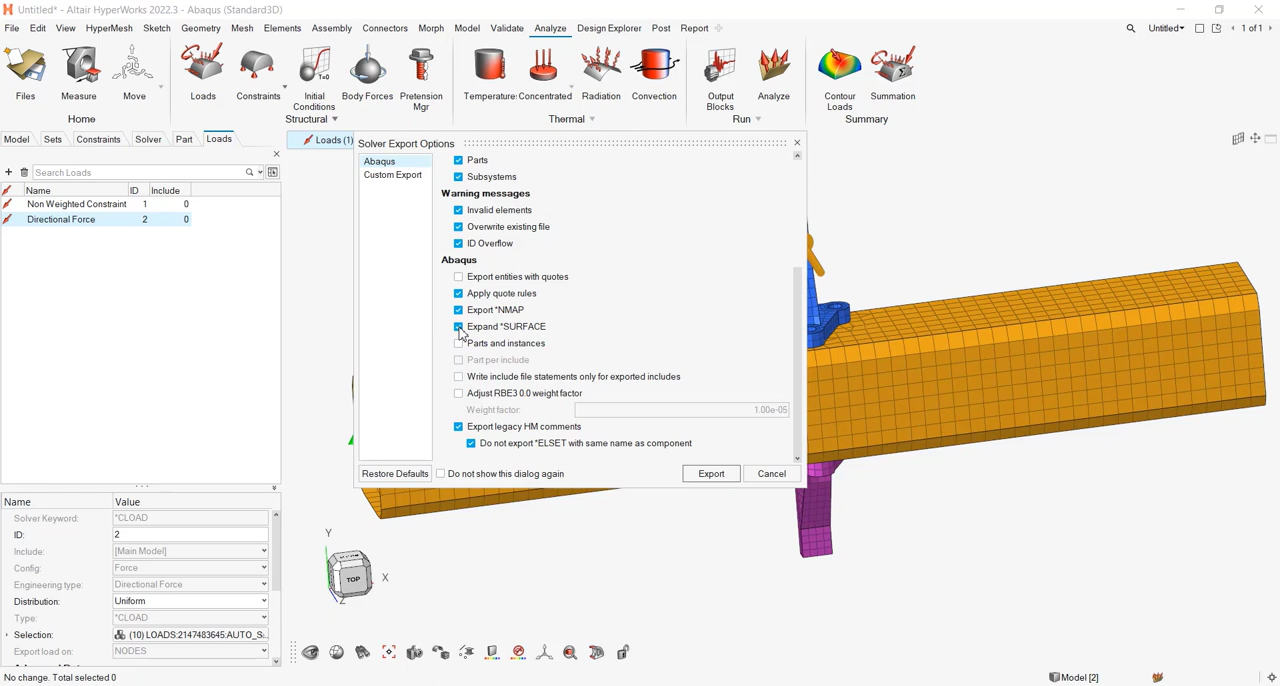 Untitled* - Altair HyperWorks 2022.3 - Abaqus (Standard3D)
File Edit View HyperMesh Sketch Geometry Mesh Elements Assembly Connectors Morph Model Validate Analyze Design Explorer Post Report Untitled 1 of 1
Files Measure Move Loads Constraints Initial Conditions Body Forces Pretension Mgr Temperature: Concentrated Radiation Convection Output Blocks Analyze Contour Loads Summation
T=0
Home Structural Thermal Run Summary
Model Sets Constraints Solver Part Loads
Loads (1)
Search Loads
Name ID Include
Non Weighted Constraint 1 0
Directional Force 2 0
Solver Export Options
Abaqus
Custom Export
Parts
Subsystems
Warning messages
Invalid elements
Overwrite existing file
ID Overflow
Abaqus
Export entities with quotes
Apply quote rules
Export *NMAP
Expand *SURFACE
Parts and instances
Part per include
Write include file statements only for exported includes
Adjust RBE3 0.0 weight factor
Weight factor: 1.00e-05
Export legacy HM comments
Do not export *ELSET with same name as component
Restore Defaults Do not show this dialog again Export Cancel
Name Value
Solver Keyword: *CLOAD
ID: 2
Include: [Main Model]
Config: Force
Engineering type: Directional Force
Distribution: Uniform
Type: *CLOAD
Selection: (10) LOADS:2147483645:AUTO_S...
Export load on: NODES
Y
TOP
X
Z
No change. Total selected 0
Model [2]